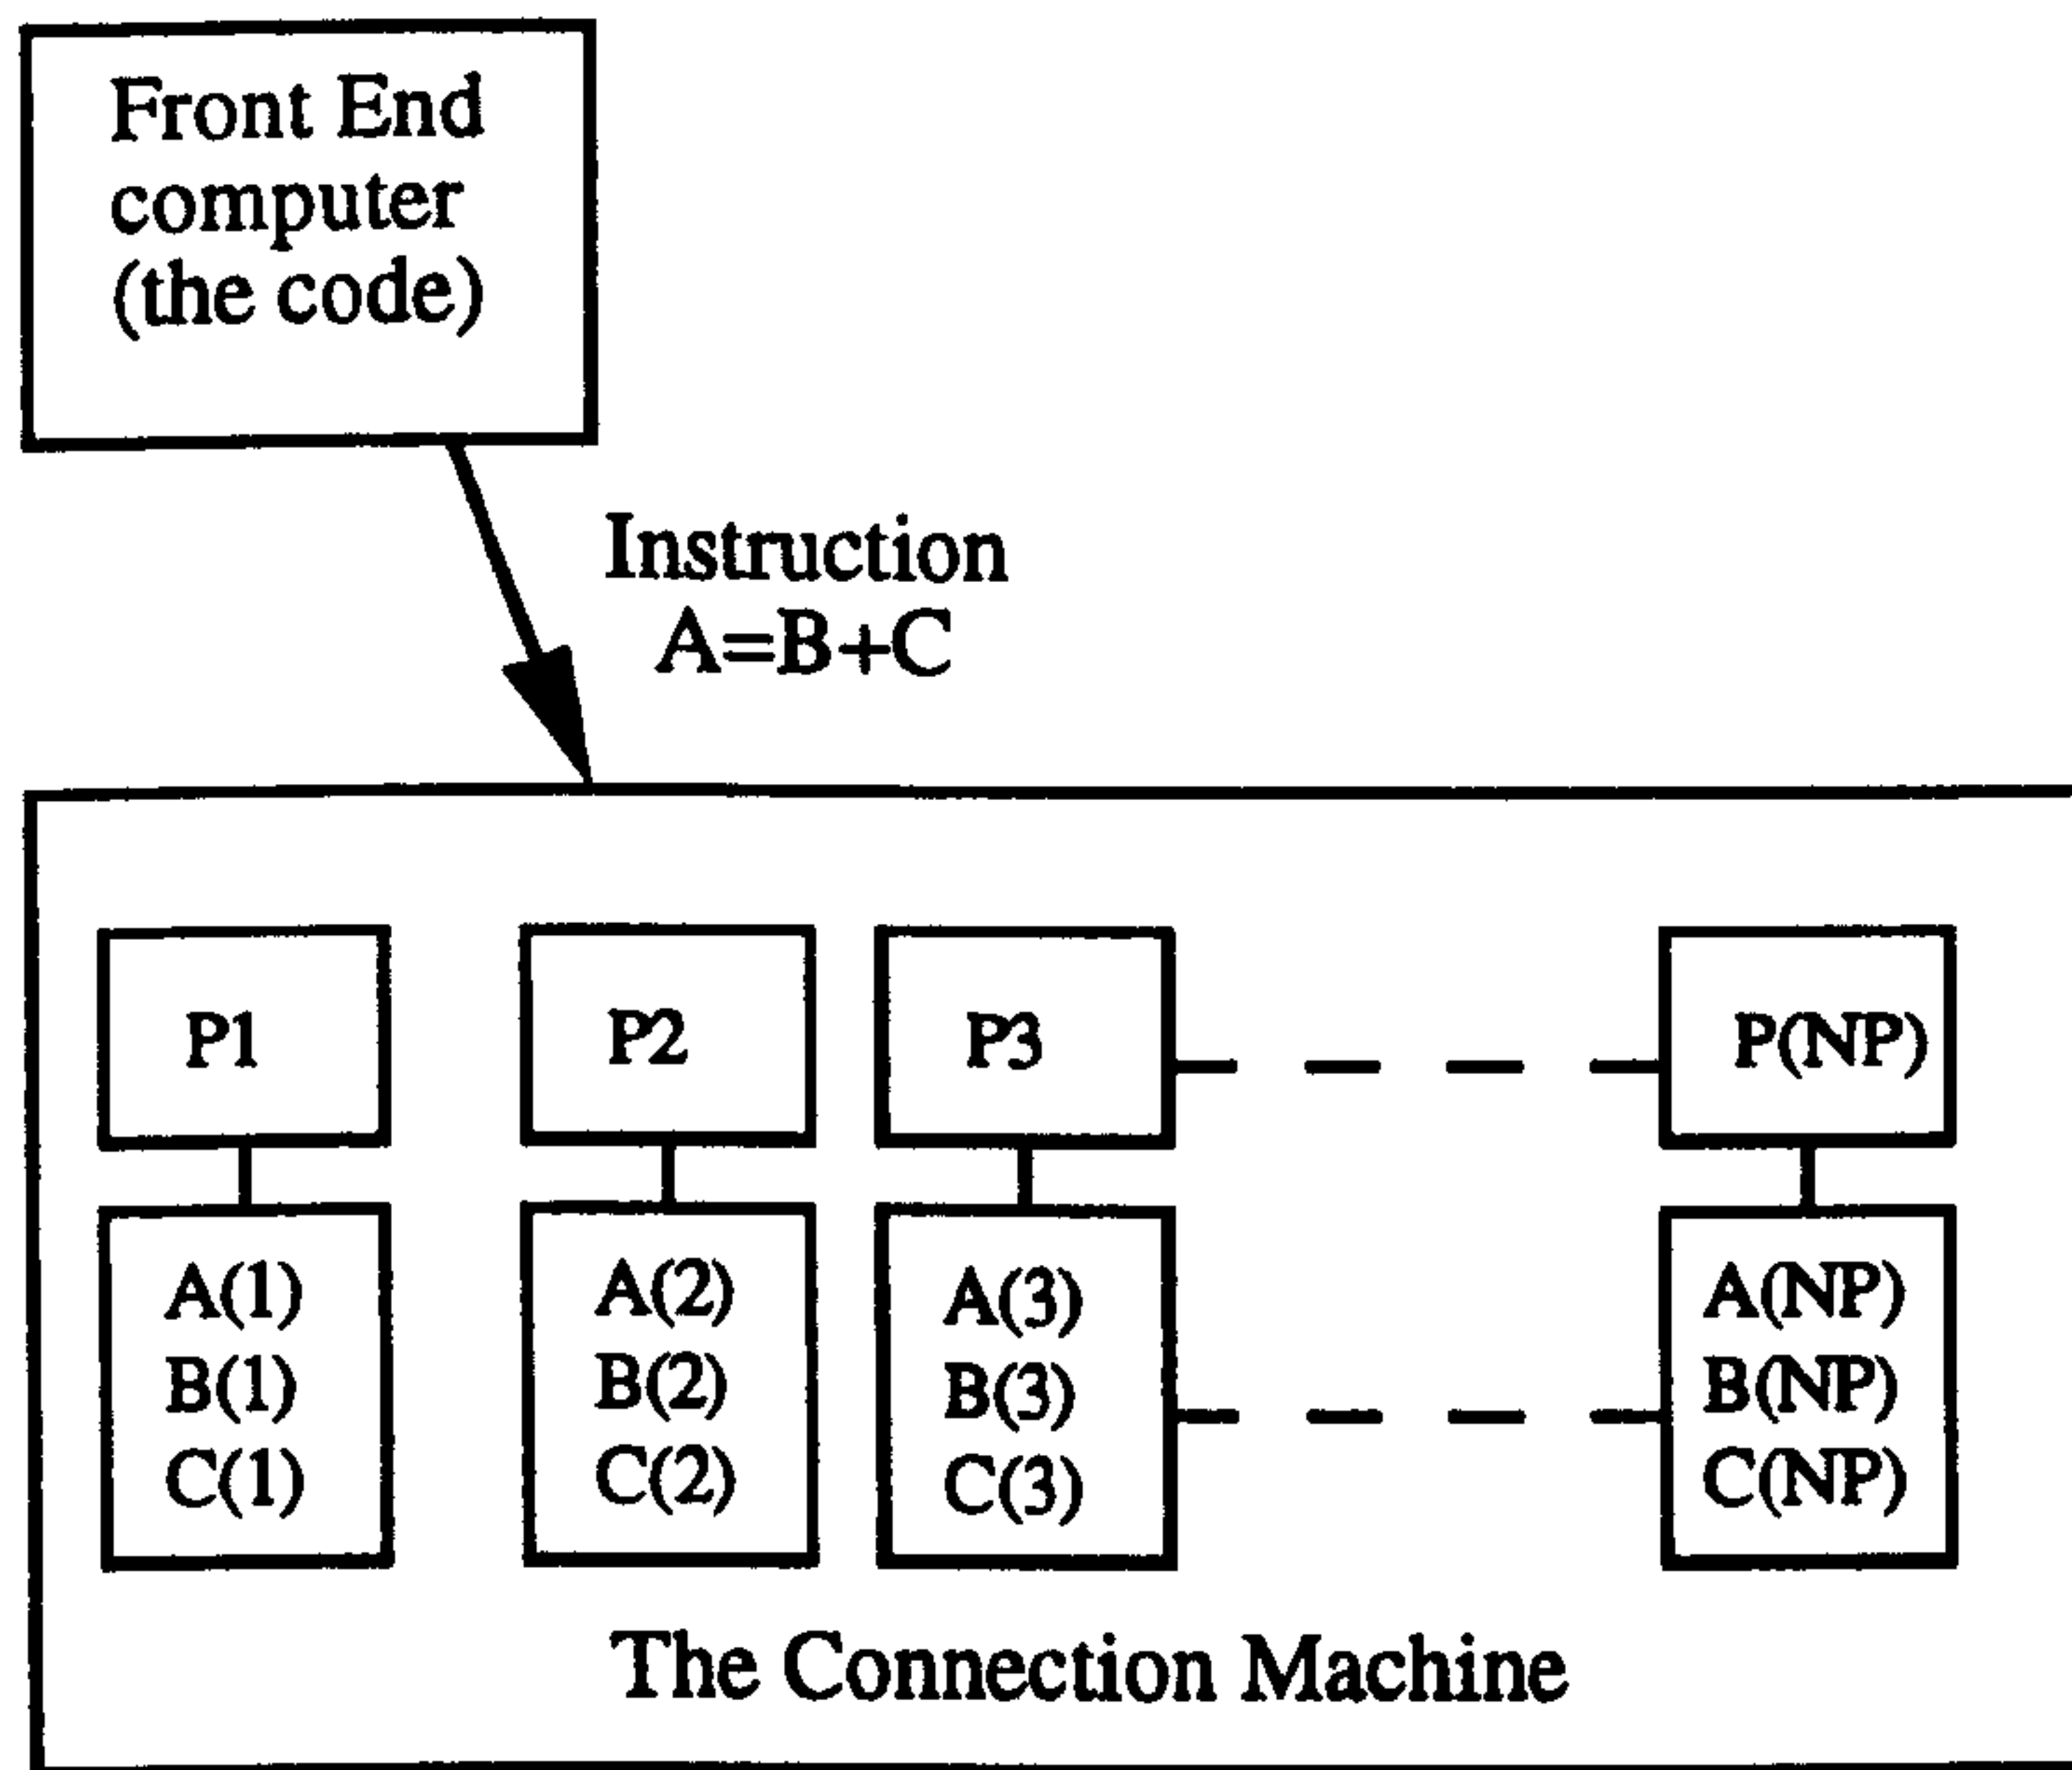 Front End
computer
(the code)
Instruction
A=B+C
P1
P2
P3
P(NP)
A(1)
B(1)
C(1)
A(2)
B(2)
C(2)
A(3)
B(3)
C(3)
A(NP)
B(NP)
C(NP)
The Connection Machine